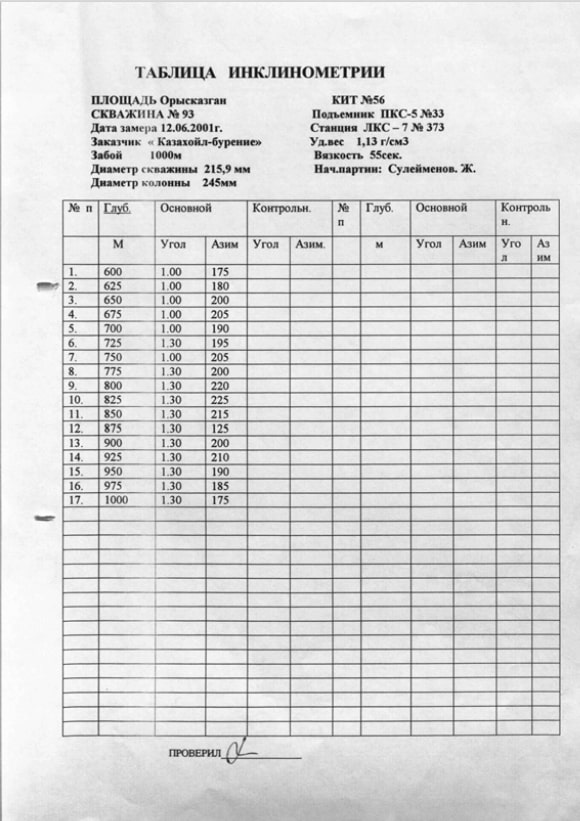 ТАБЛИЦА ИНКЛИНОМЕТРИИ
ПЛОЩАДЬ Орысказган КИТ №56
СКВАЖИНА № 93 Подъемник ПКС-5 №33
Дата замера 12.06.2001г. Станция ЛКС – 7 № 373
Заказчик « Казахойл-бурение» Уд.вес 1,13 г/см3
Забой 1000м Вязкость 55сек.
Диаметр скважины 215,9 мм Нач.партии: Сулейменов. Ж.
Диаметр колонны 245мм
№ п Глуб. Основной Контрольн. № п Глуб. Основной Контроль н.
М Угол Азим Угол Азим. м Угол Азим Уго л Аз им
1. 600 1.00 175
2. 625 1.00 180
3. 650 1.00 200
4. 675 1.00 205
5. 700 1.00 190
6. 725 1.30 195
7. 750 1.00 205
8. 775 1.30 200
9. 800 1.30 220
10. 825 1.30 225
11. 850 1.30 215
12. 875 1.30 125
13. 900 1.30 200
14. 925 1.30 210
15. 950 1.30 190
16. 975 1.30 185
17. 1000 1.30 175
ПРОВЕРИЛ